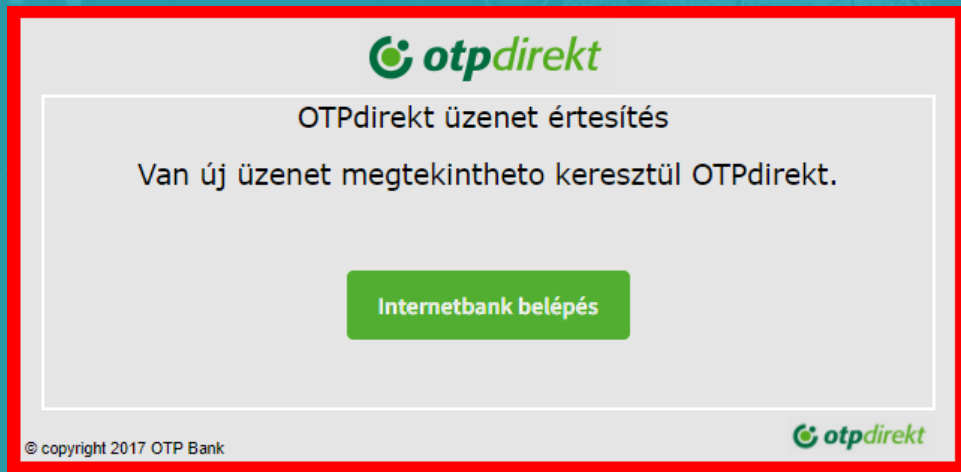 otpdirekt
OTPdirekt üzenet értesítés
Van új üzenet megtekintheto keresztül OTPdirekt.
Internetbank belépés
© copyright 2017 OTP Bank
otpdirekt